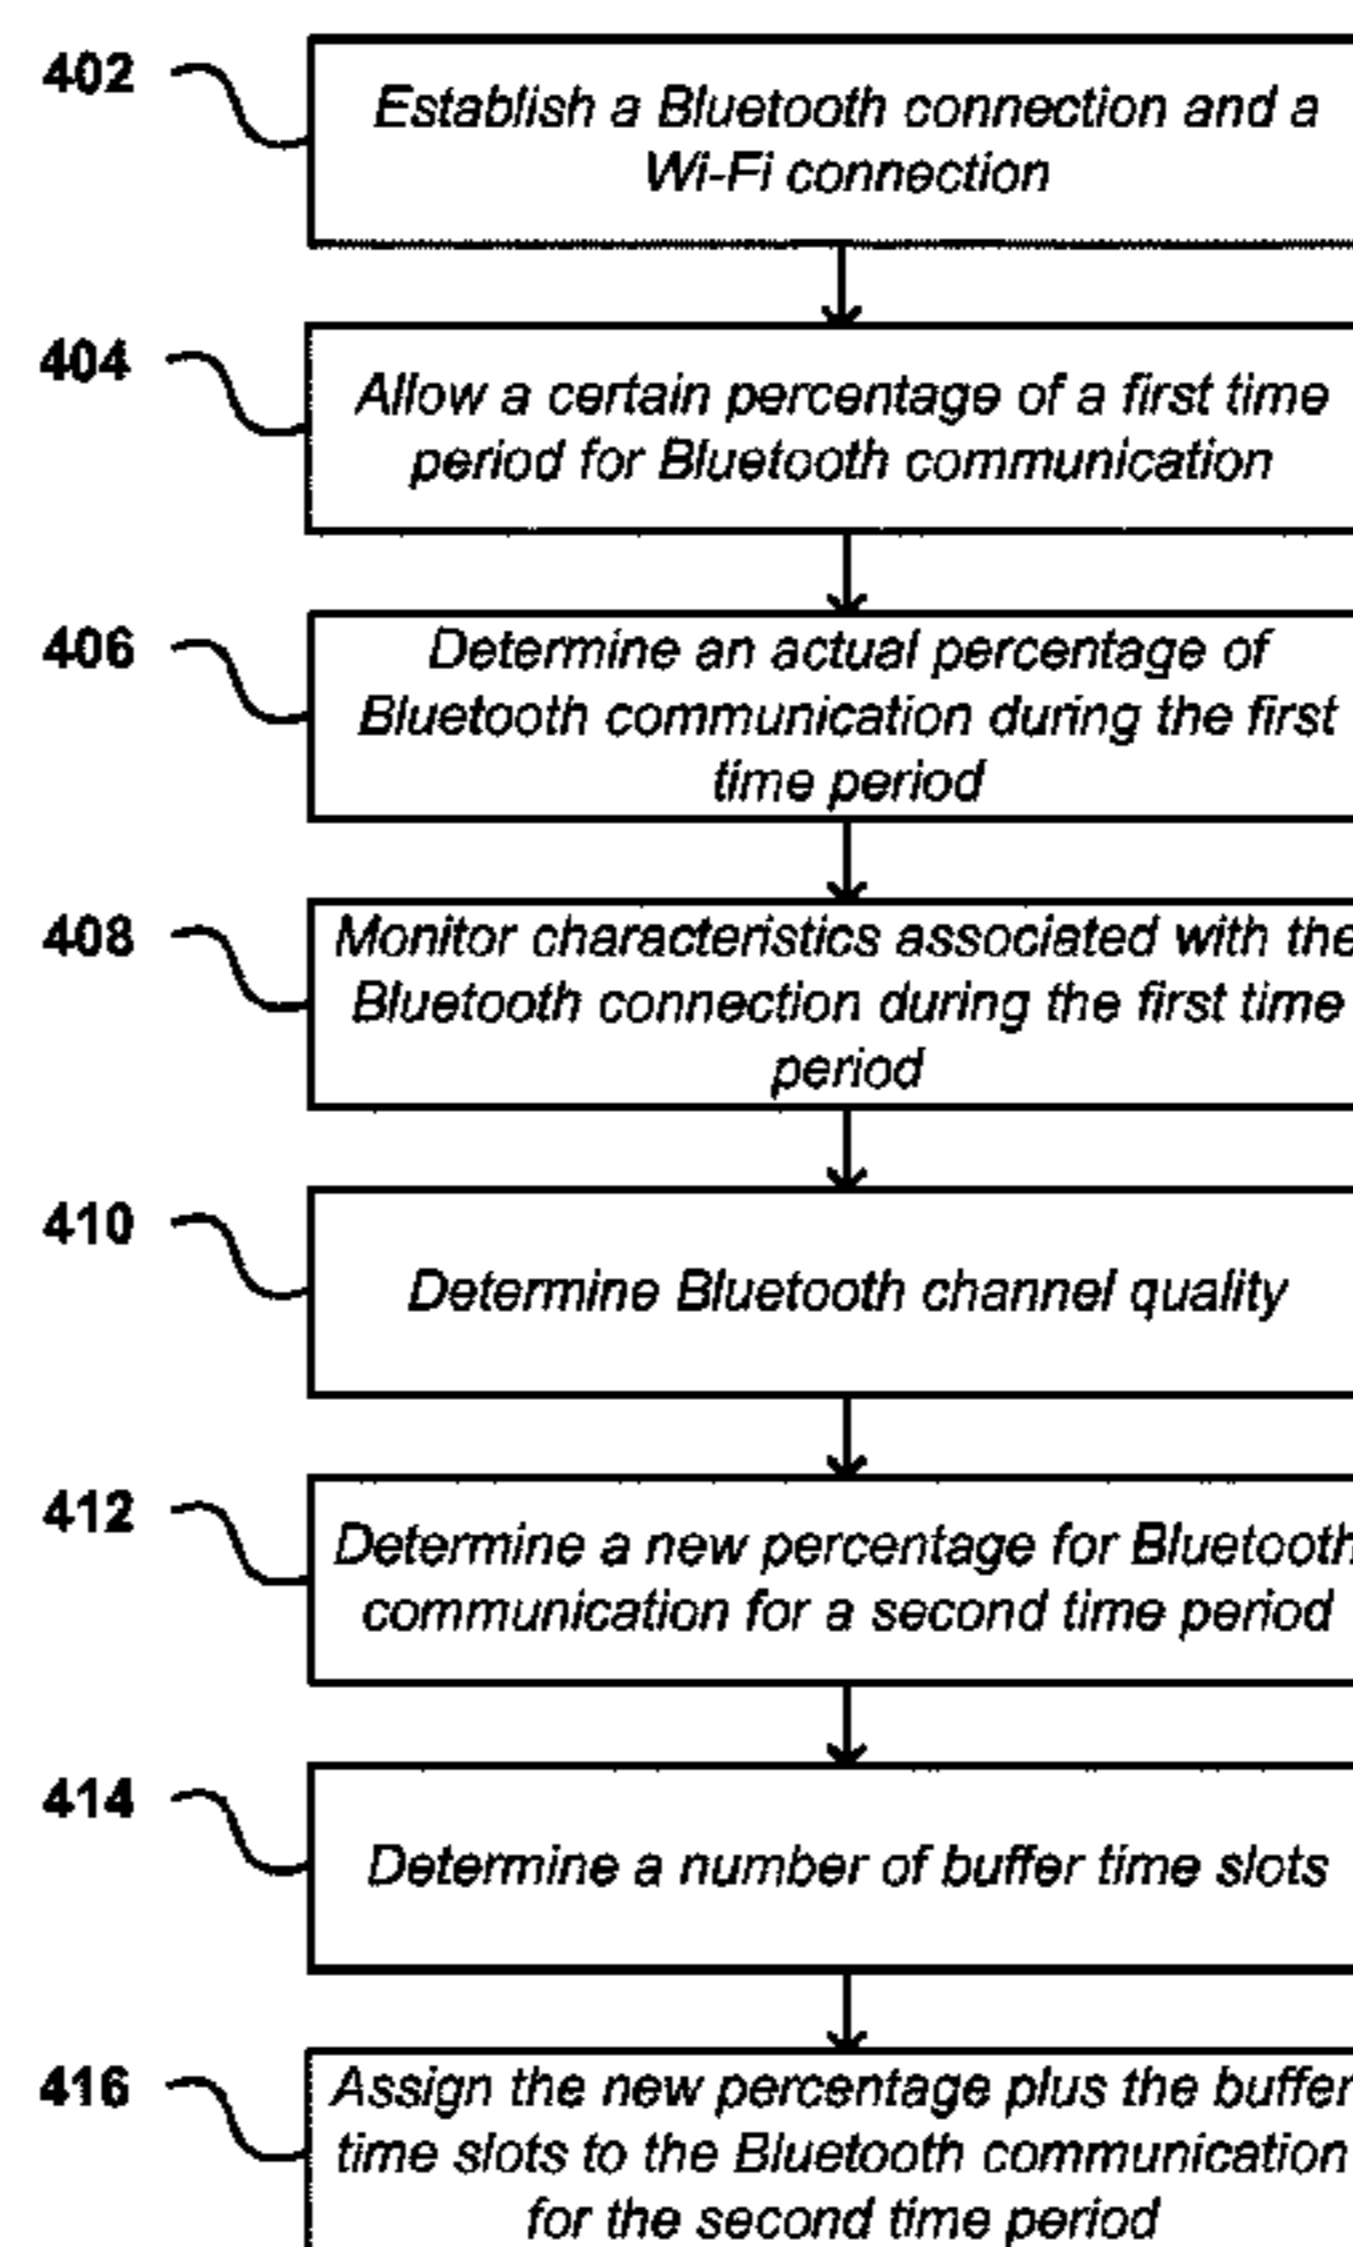 402
Establish a Bluetooth connection and a
Wi-Fi connection
404
Allow a certain percentage of a first time
period for Bluetooth communication
406
Determine an actual percentage of
Bluetooth communication during the first
time period
408
Monitor characteristics associated with the
Bluetooth connection during the first time
period
410
Determine Bluetooth channel quality
412
Determine a new percentage for Bluetooth
communication for a second time period
414
Determine a number of buffer time slots
416
Assign the new percentage plus the buffer
time slots to the Bluetooth communication
for the second time period